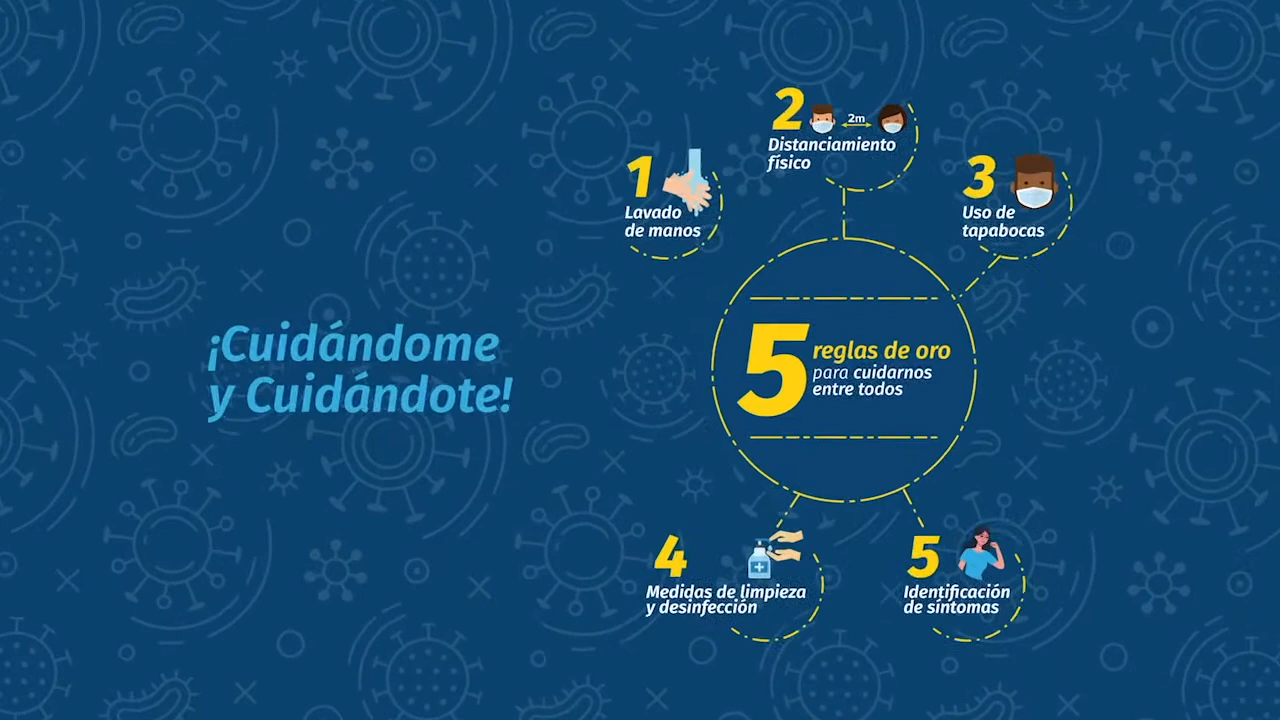 ¡Cuidándome
y Cuidándote!
1
Lavado
de manos
2
2m
Distanciamiento
físico
3
Uso de
tapabocas
5
reglas de oro
para cuidarnos
entre todos
4
Medidas de limpieza
y desinfección
5
Identificación
de síntomas